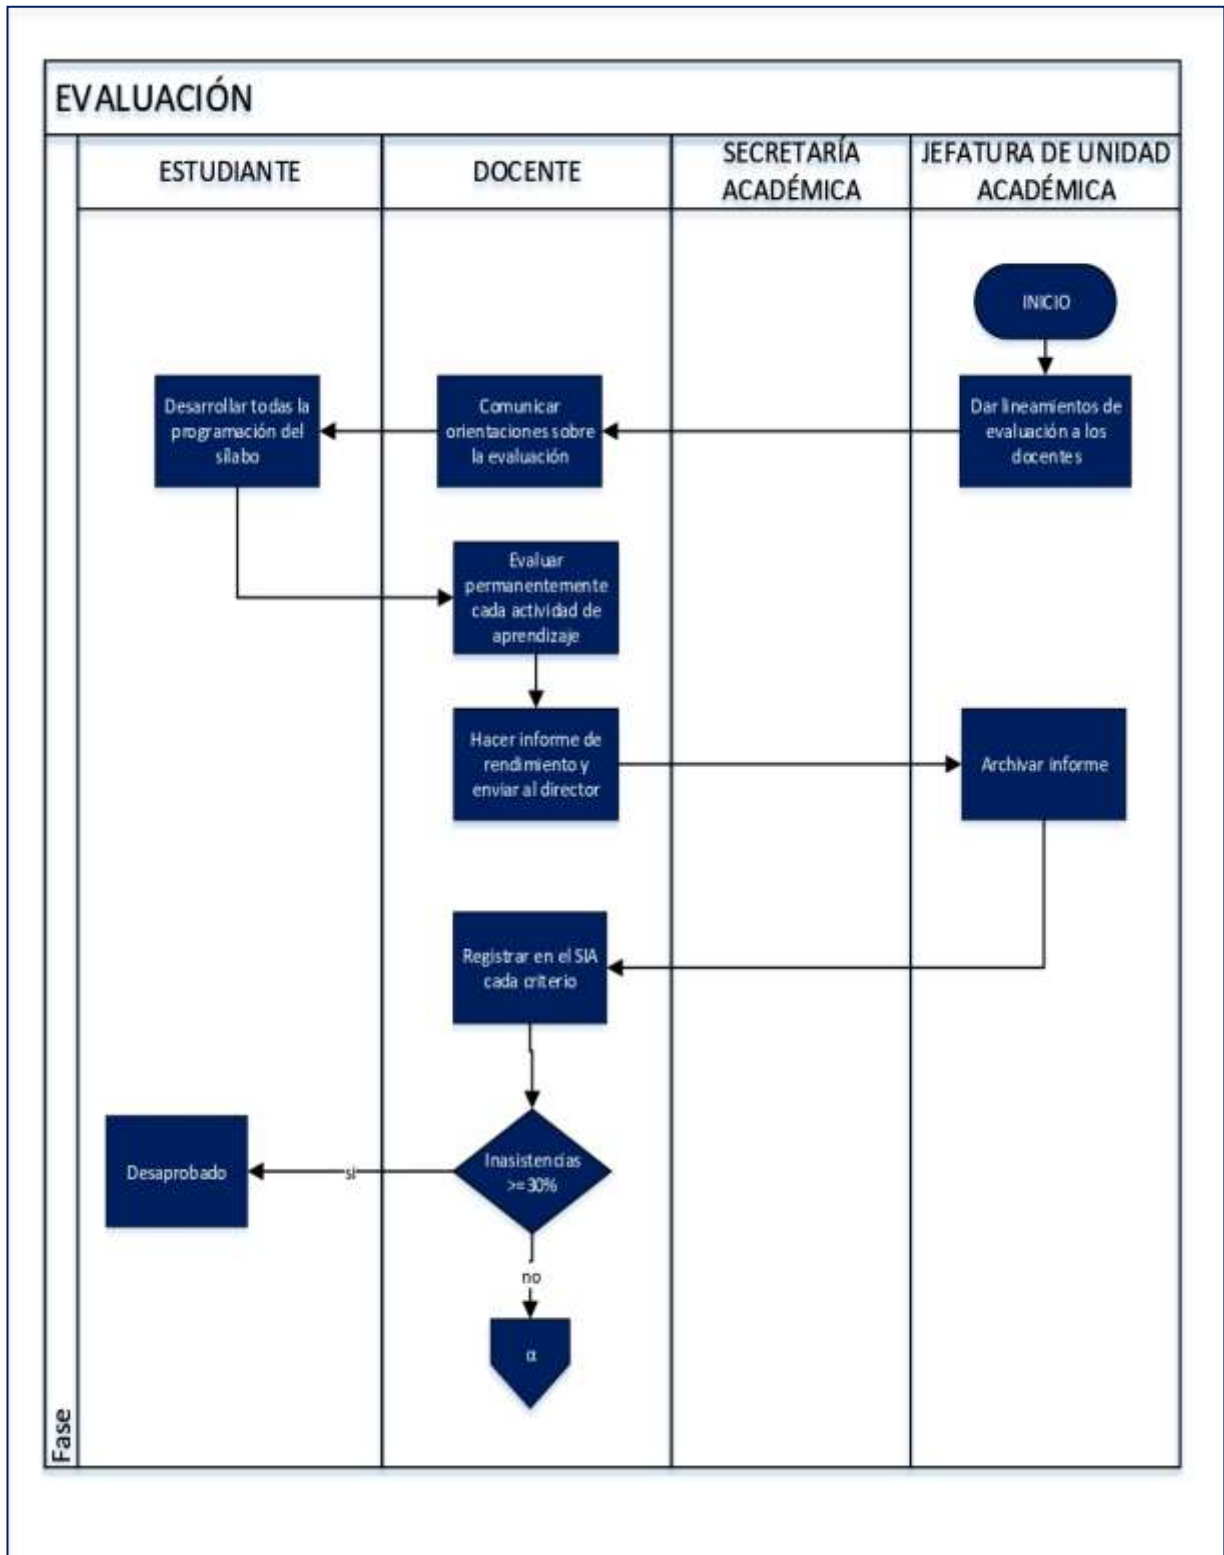 EVALUACIÓN
ESTUDIANTE
DOCENTE
SECRETARÍA
ACADÉMICA
JEFATURA DE UNIDAD
ACADÉMICA
INICIO
Desarrollar todas la
programación del
sílabo
Comunicar
orientaciones sobre
la evaluación
Dar lineamientos de
evaluación a los
docentes
Evaluar
permanentemente
cada actividad de
aprendizaje
Hacer informe de
rendimiento y
enviar al director
Archivar informe
Registrar en el SIA
cada criterio
Desaprobado
si
Inasistencias
>= 30%
no
α
Fase